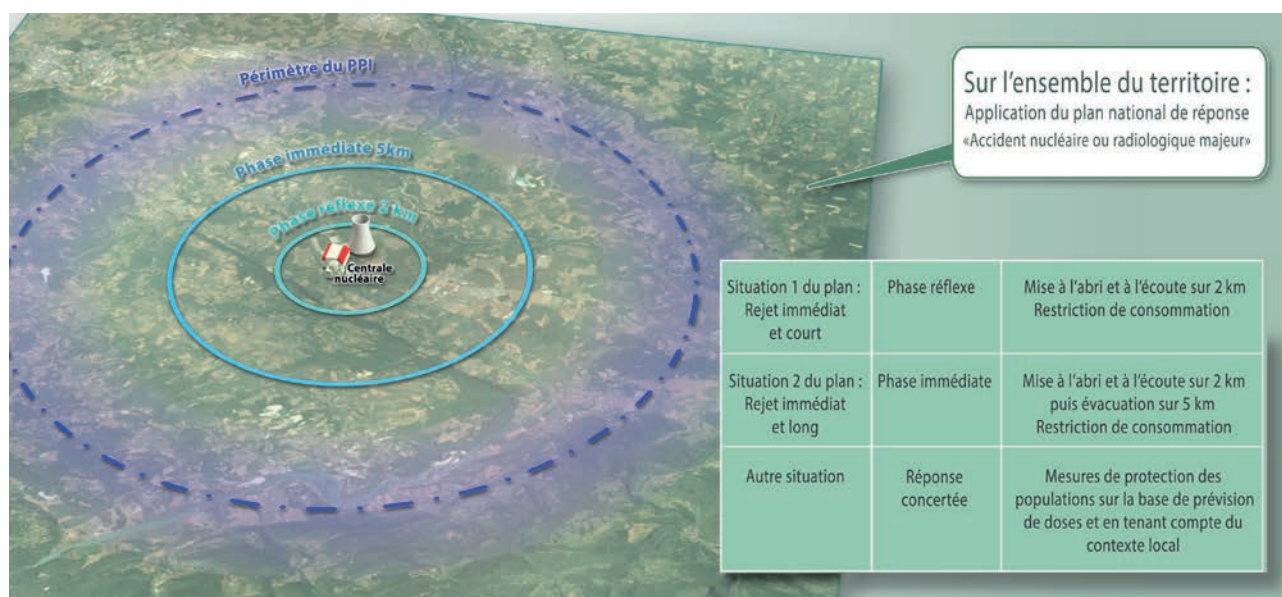 Périmètre du PPI
Phase immédiate 5km
Phase réflexe 2 km
Centrale
nucléaire
Sur l'ensemble du territoire :
Application du plan national de réponse
«Accident nucléaire ou radiologique majeur»
Situation 1 du plan :
Rejet immédiat
et court
Phase réflexe
Mise à l'abri et à l'écoute sur 2 km
Restriction de consommation
Situation 2 du plan :
Rejet immédiat
et long
Phase immédiate
Mise à l'abri et à l'écoute sur 2 km
puis évacuation sur 5 km
Restriction de consommation
Autre situation
Réponse
concertée
Mesures de protection des
populations sur la base de prévision
de doses et en tenant compte du
contexte local